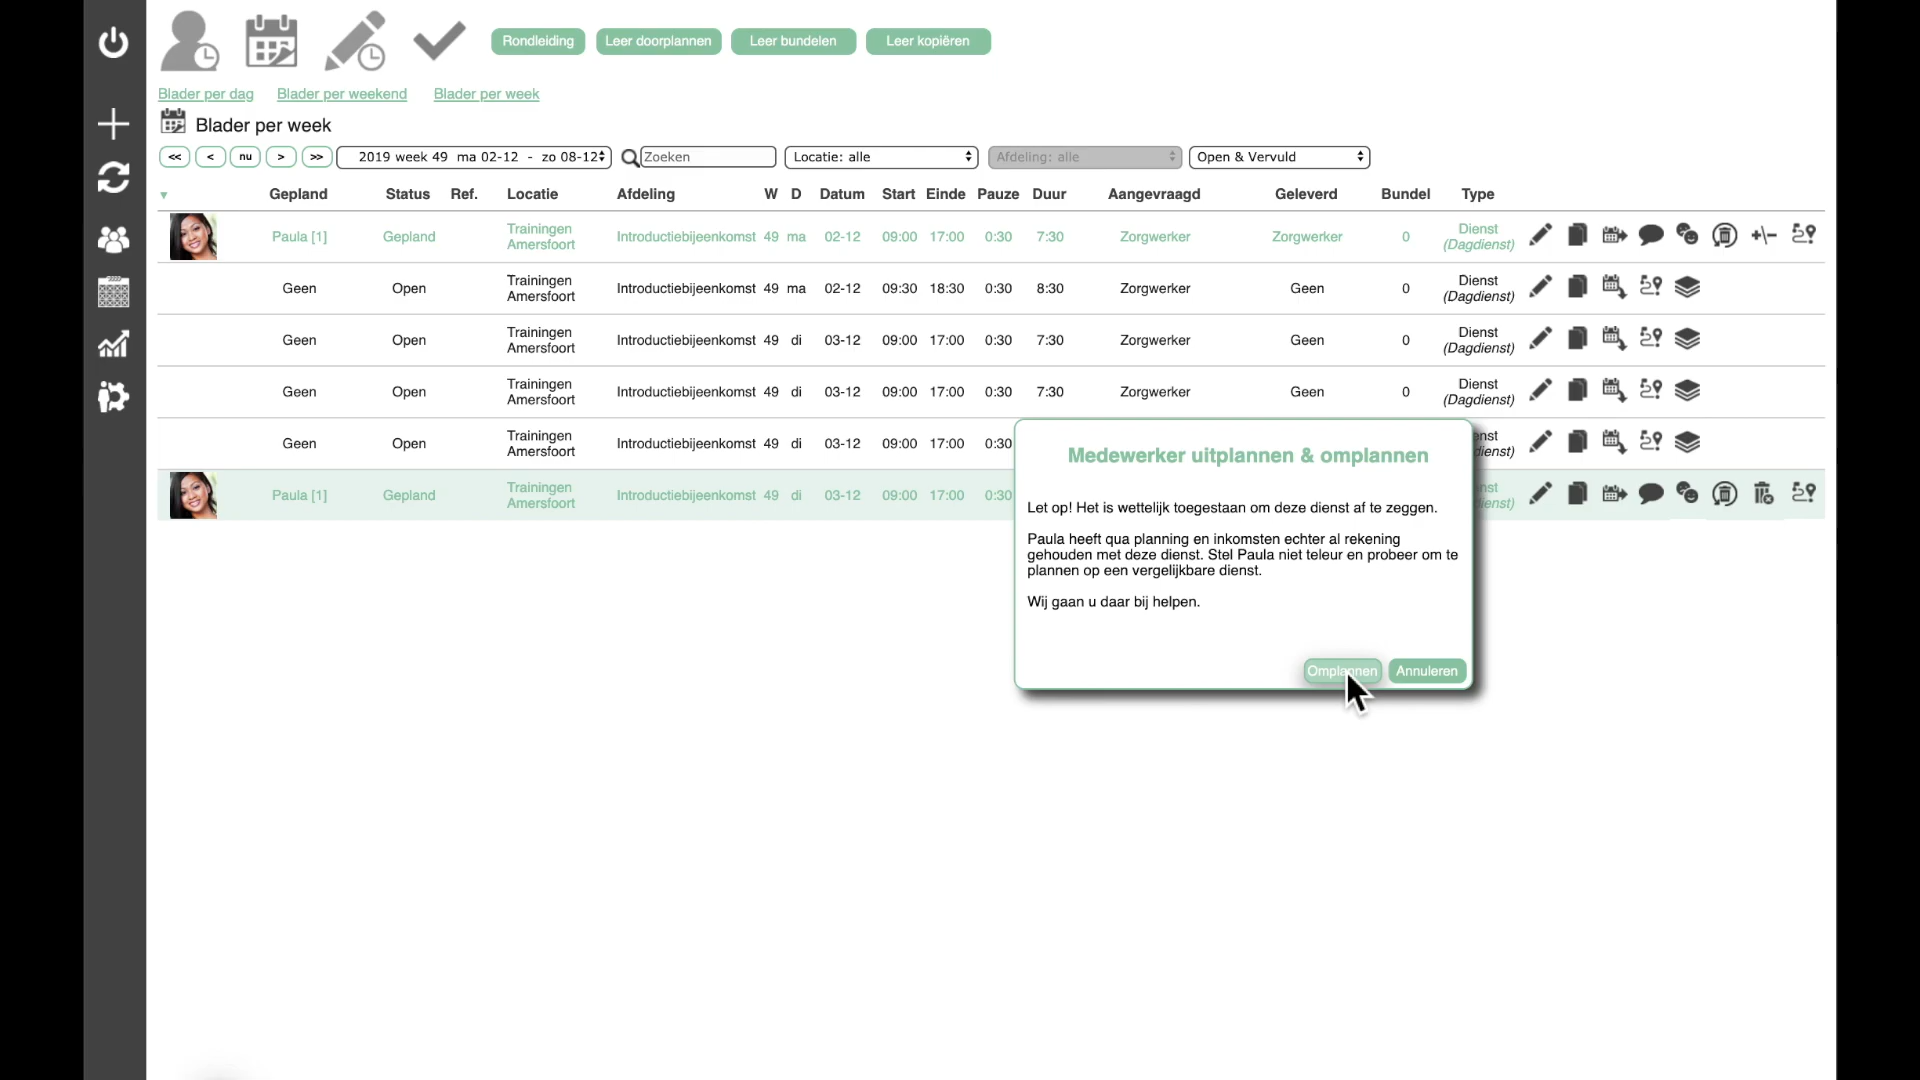 Rondleiding Leer doorplannen Leer bundelen Leer kopiëren
Blader per dag Blader per weekend Blader per week
Blader per week
<< < nu > >> 2019 week 49 ma 02-12 - zo 08-12 Zoeken Locatie: alle Afdeling: alle Open & Vervuld
Gepland Status Ref. Locatie Afdeling W D Datum Start Einde Pauze Duur Aangevraagd Geleverd Bundel Type
Paula [1] Gepland Trainingen Amersfoort Introductiebijeenkomst 49 ma 02-12 09:00 17:00 0:30 7:30 Zorgwerker Zorgwerker 0 Dienst (Dagdienst) +/-
Geen Open Trainingen Amersfoort Introductiebijeenkomst 49 ma 02-12 09:30 18:30 0:30 8:30 Zorgwerker Geen 0 Dienst (Dagdienst)
Geen Open Trainingen Amersfoort Introductiebijeenkomst 49 di 03-12 09:00 17:00 0:30 7:30 Zorgwerker Geen 0 Dienst (Dagdienst)
Geen Open Trainingen Amersfoort Introductiebijeenkomst 49 di 03-12 09:00 17:00 0:30 7:30 Zorgwerker Geen 0 Dienst (Dagdienst)
Geen Open Trainingen Amersfoort Introductiebijeenkomst 49 di 03-12 09:00 17:00 0:30
Paula [1] Gepland Trainingen Amersfoort Introductiebijeenkomst 49 di 03-12 09:00 17:00 0:30
Medewerker uitplannen & omplannen
Let op! Het is wettelijk toegestaan om deze dienst af te zeggen.
Paula heeft qua planning en inkomsten echter al rekening
gehouden met deze dienst. Stel Paula niet teleur en probeer om te
plannen op een vergelijkbare dienst.
Wij gaan u daar bij helpen.
Omplannen Annuleren